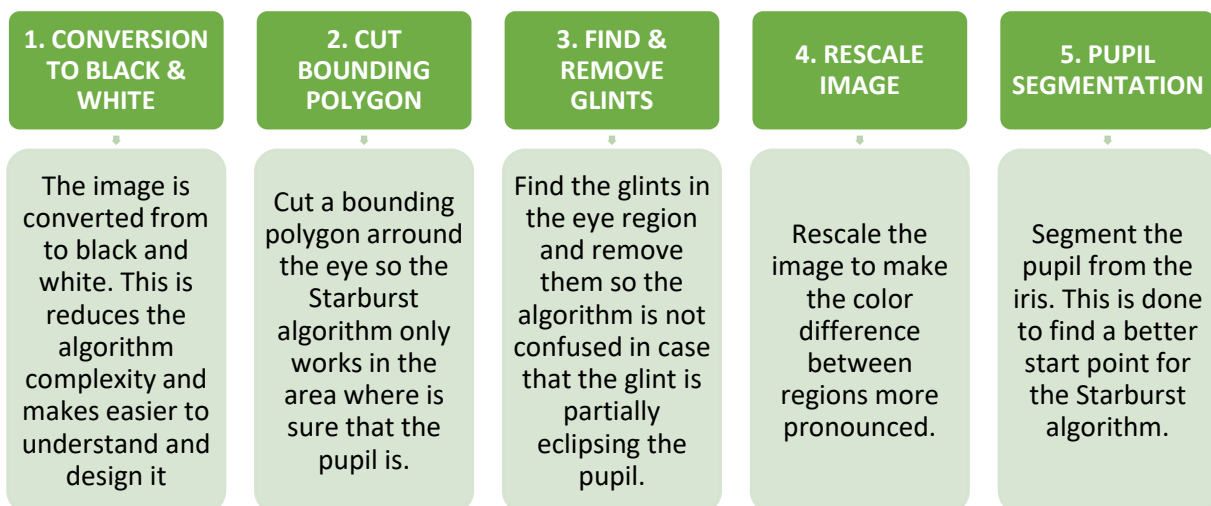 1. CONVERSION
TO BLACK &
WHITE
The image is
converted from
to black and
white. This is
reduces the
algorithm
complexity and
makes easier to
understand and
design it
2. CUT
BOUNDING
POLYGON
Cut a bounding
polygon arround
the eye so the
Starburst
algorithm only
works in the
area where is
sure that the
pupil is.
3. FIND &
REMOVE
GLINTS
Find the glints in
the eye region
and remove
them so the
algorithm is not
confused in case
that the glint is
partially
eclipsing the
pupil.
4. RESCALE
IMAGE
Rescale the
image to make
the color
difference
between
regions more
pronounced.
5. PUPIL
SEGMENTATION
Segment the
pupil from the
iris. This is done
to find a better
start point for
the Starburst
algorithm.